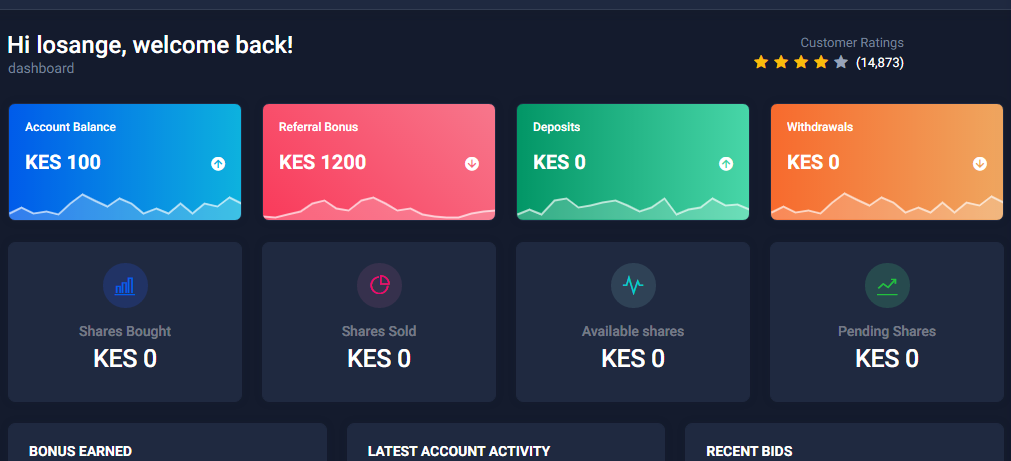 Hi losange, welcome back!
dashboard
Customer Ratings
(14,873)
Account Balance
KES 100
Referral Bonus
KES 1200
Deposits
KES 0
Withdrawals
KES 0
Shares Bought
KES 0
Shares Sold
KES 0
Available shares
KES 0
Pending Shares
KES 0
BONUS EARNED
LATEST ACCOUNT ACTIVITY
RECENT BIDS